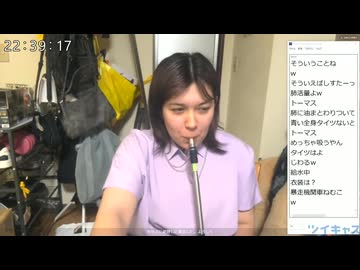 22:39:17
そういうことね
w
そういえばしすたーっ
肺活量よw
トーマス
肺に油まとわりついて
青い全身タイツないと
トーマス
めっちゃ吸うやん
タイツはよ
じわるw
給水中
衣装は？
暴走機関車ねむこ
w
ツイキャス